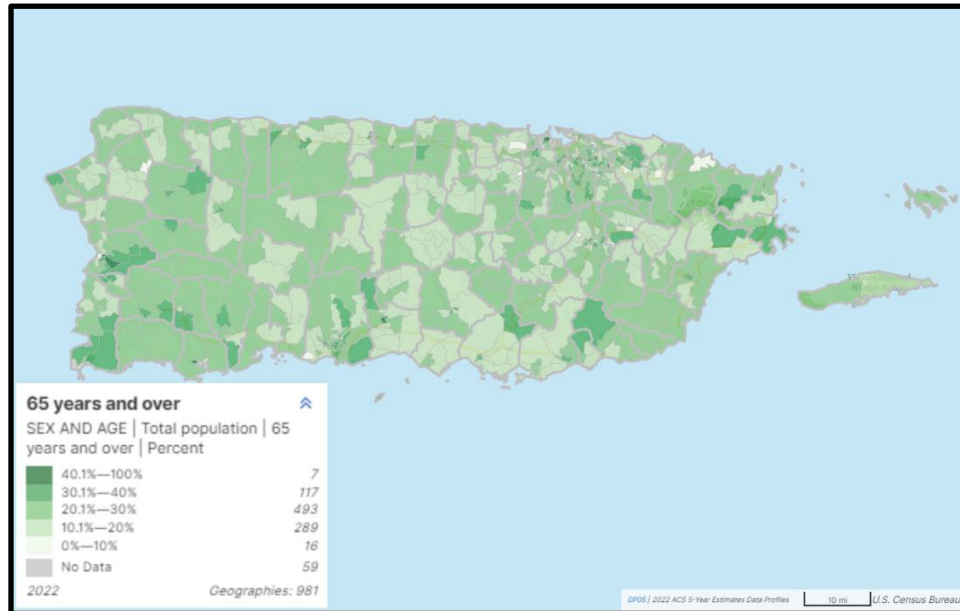 65 years and over
SEX AND AGE | Total population | 65
years and over | Percent
40.1%—100% 7
30.1%—40% 117
20.1%—30% 493
10.1%—20% 289
0%—10% 16
No Data 59
2022 Geographies: 981
DP05 | 2022 ACS 5-Year Estimates Data Profiles 10 mi U.S. Census Bureau